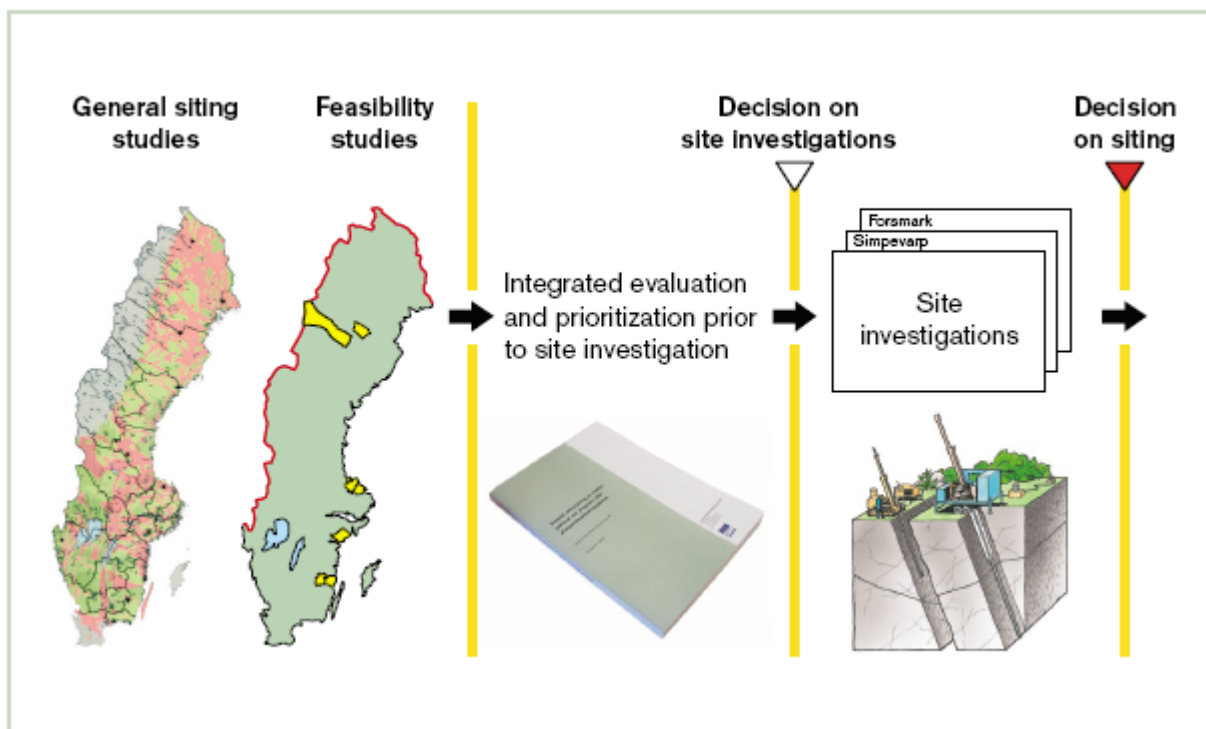 General siting
studies
Feasibility
studies
Decision on
site investigations
Decision
on siting
Integrated evaluation
and prioritization prior
to site investigation
Forsmark
Simpevarp
Site
investigations